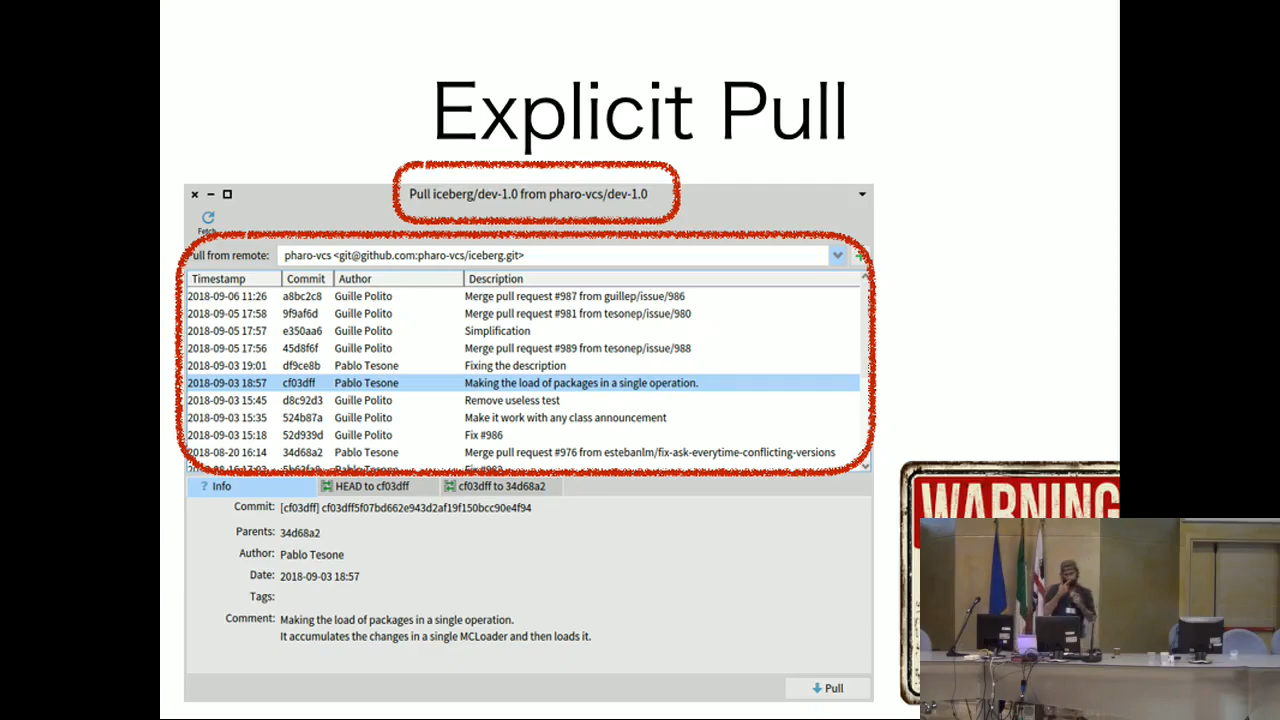 Explicit Pull
Pull iceberg/dev-1.0 from pharo-vcs/dev-1.0
Fetch
Pull from remote: pharo-vcs <git@github.com:pharo-vcs/iceberg.git>
Timestamp Commit Author Description
2018-09-06 11:26 a8bc2c8 Guille Polito Merge pull request #987 from guillep/issue/986
2018-09-05 17:58 9f9af6d Guille Polito Merge pull request #981 from tesonep/issue/980
2018-09-05 17:57 e350aa6 Guille Polito Simplification
2018-09-05 17:56 45d8f6f Guille Polito Merge pull request #989 from tesonep/issue/988
2018-09-03 19:01 df9ce8b Pablo Tesone Fixing the description
2018-09-03 18:57 cf03dff Pablo Tesone Making the load of packages in a single operation.
2018-09-03 15:45 d8c92d3 Guille Polito Remove useless test
2018-09-03 15:35 524b87a Guille Polito Make it work with any class announcement
2018-09-03 15:18 52d939d Guille Polito Fix #986
2018-08-20 16:14 34d68a2 Pablo Tesone Merge pull request #976 from estebanlm/fix-ask-everytime-conflicting-versions
? Info HEAD to cf03dff cf03dff to 34d68a2
Commit: [cf03dff] cf03dff5f07bd662e943d2af19f150bcc90e4f94
Parents: 34d68a2
Author: Pablo Tesone
Date: 2018-09-03 18:57
Tags:
Comment: Making the load of packages in a single operation.
It accumulates the changes in a single MCLoader and then loads it.
Pull
WARNING